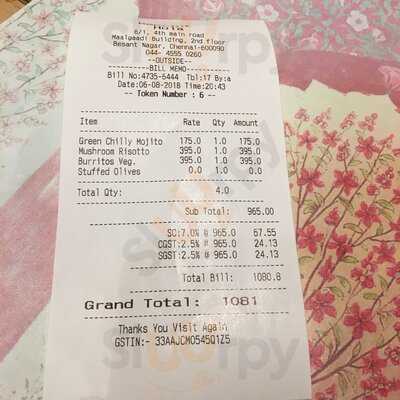 6/1, 4th main road
Maalgaadi Building, 2nd floor
Besant Nagar, Chennai-600090
044- 4555 0260
--OUTSIDE--
BILL MEMO
Bill No:4735-5444 Tbl:17 By:a
Date:06-08-2018 Time:20:43
-- Token Number : 6 --
Item Rate Qty Amount
Green Chilly Mojito 175.0 1.0 175.0
Mushroom Risotto 395.0 1.0 395.0
Burritos Veg. 395.0 1.0 395.0
Stuffed Olives 0.0 1.0 0.0
Total Qty: 4.0
Sub Total: 965.00
SC:7.0% @ 965.0 67.55
CGST:2.5% @ 965.0 24.13
SGST:2.5% @ 965.0 24.13
Total Bill: 1080.8
Grand Total: 1081
Thanks You Visit Again
GSTIN:- 33AAJCM0545Q1Z5
Sluurpy